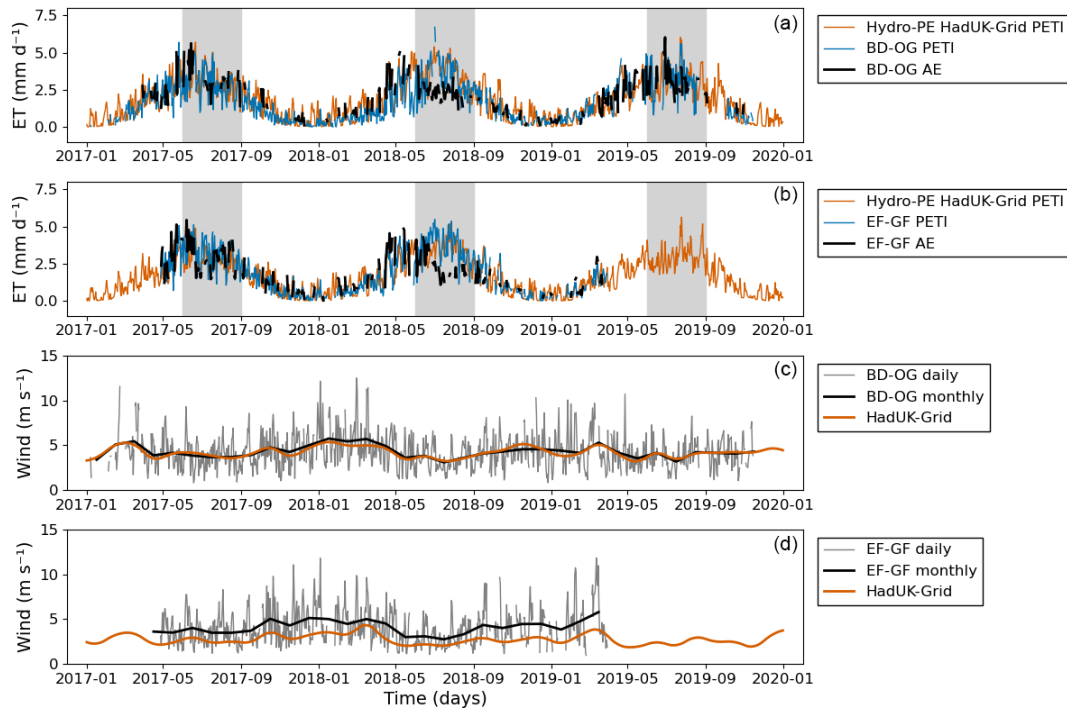 (a)
7.5
5.0
2.5
0.0
ET (mm d⁻¹)
2017-01 2017-05 2017-09 2018-01 2018-05 2018-09 2019-01 2019-05 2019-09 2020-01
Hydro-PE HadUK-Grid PETI
BD-OG PETI
BD-OG AE
(b)
7.5
5.0
2.5
0.0
ET (mm d⁻¹)
2017-01 2017-05 2017-09 2018-01 2018-05 2018-09 2019-01 2019-05 2019-09 2020-01
Hydro-PE HadUK-Grid PETI
EF-GF PETI
EF-GF AE
(c)
15
10
5
0
Wind (m s⁻¹)
2017-01 2017-05 2017-09 2018-01 2018-05 2018-09 2019-01 2019-05 2019-09 2020-01
BD-OG daily
BD-OG monthly
HadUK-Grid
(d)
15
10
5
0
Wind (m s⁻¹)
2017-01 2017-05 2017-09 2018-01 2018-05 2018-09 2019-01 2019-05 2019-09 2020-01
Time (days)
EF-GF daily
EF-GF monthly
HadUK-Grid